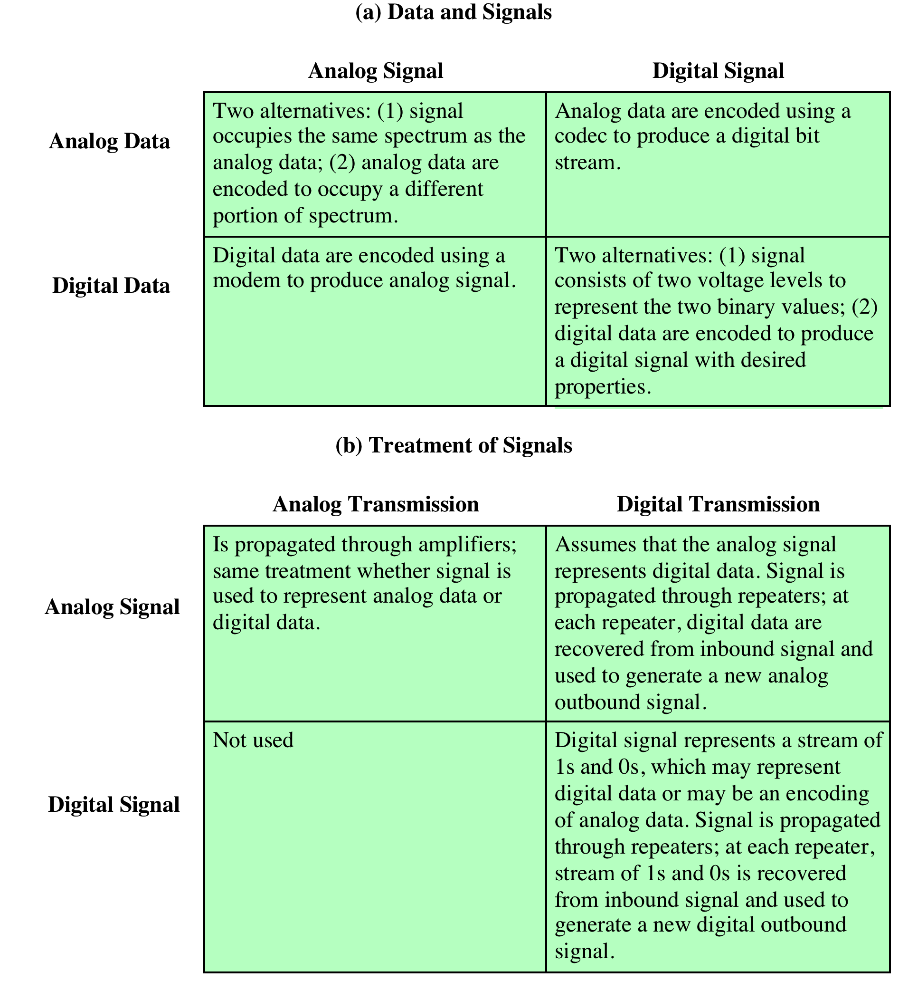 (a) Data and Signals
Analog Signal
Digital Signal
Analog Data
Two alternatives: (1) signal
occupies the same spectrum as the
analog data; (2) analog data are
encoded to occupy a different
portion of spectrum.
Analog data are encoded using a
codec to produce a digital bit
stream.
Digital Data
Digital data are encoded using a
modem to produce analog signal.
Two alternatives: (1) signal
consists of two voltage levels to
represent the two binary values; (2)
digital data are encoded to produce
a digital signal with desired
properties.
(b) Treatment of Signals
Analog Transmission
Digital Transmission
Analog Signal
Is propagated through amplifiers;
same treatment whether signal is
used to represent analog data or
digital data.
Assumes that the analog signal
represents digital data. Signal is
propagated through repeaters; at
each repeater, digital data are
recovered from inbound signal and
used to generate a new analog
outbound signal.
Digital Signal
Not used
Digital signal represents a stream of
1s and 0s, which may represent
digital data or may be an encoding
of analog data. Signal is propagated
through repeaters; at each repeater,
stream of 1s and 0s is recovered
from inbound signal and used to
generate a new digital outbound
signal.